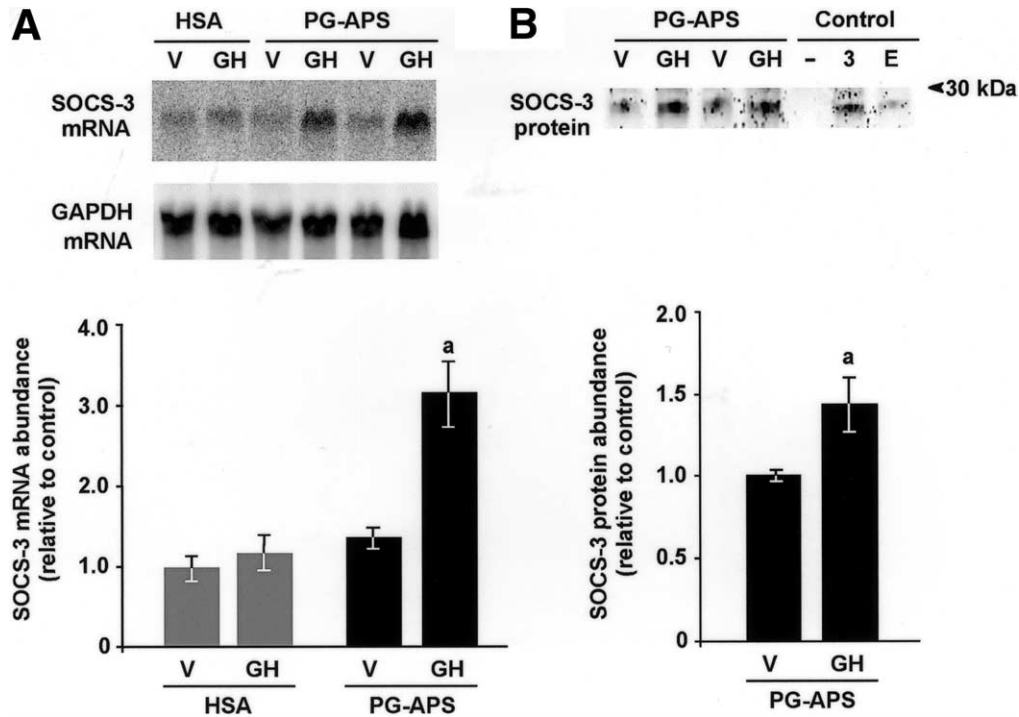 A
HSA PG-APS
V GH V GH V GH
SOCS-3
mRNA
GAPDH
mRNA
SOCS-3 mRNA abundance
(relative to control)
4.0
3.0
2.0
1.0
0
V GH V GH
HSA PG-APS
a
B
PG-APS Control
V GH V GH – 3 E
30 kDa
SOCS-3
protein
SOCS-3 protein abundance
(relative to control)
2.0
1.5
1.0
0.5
0
a
V GH
PG-APS